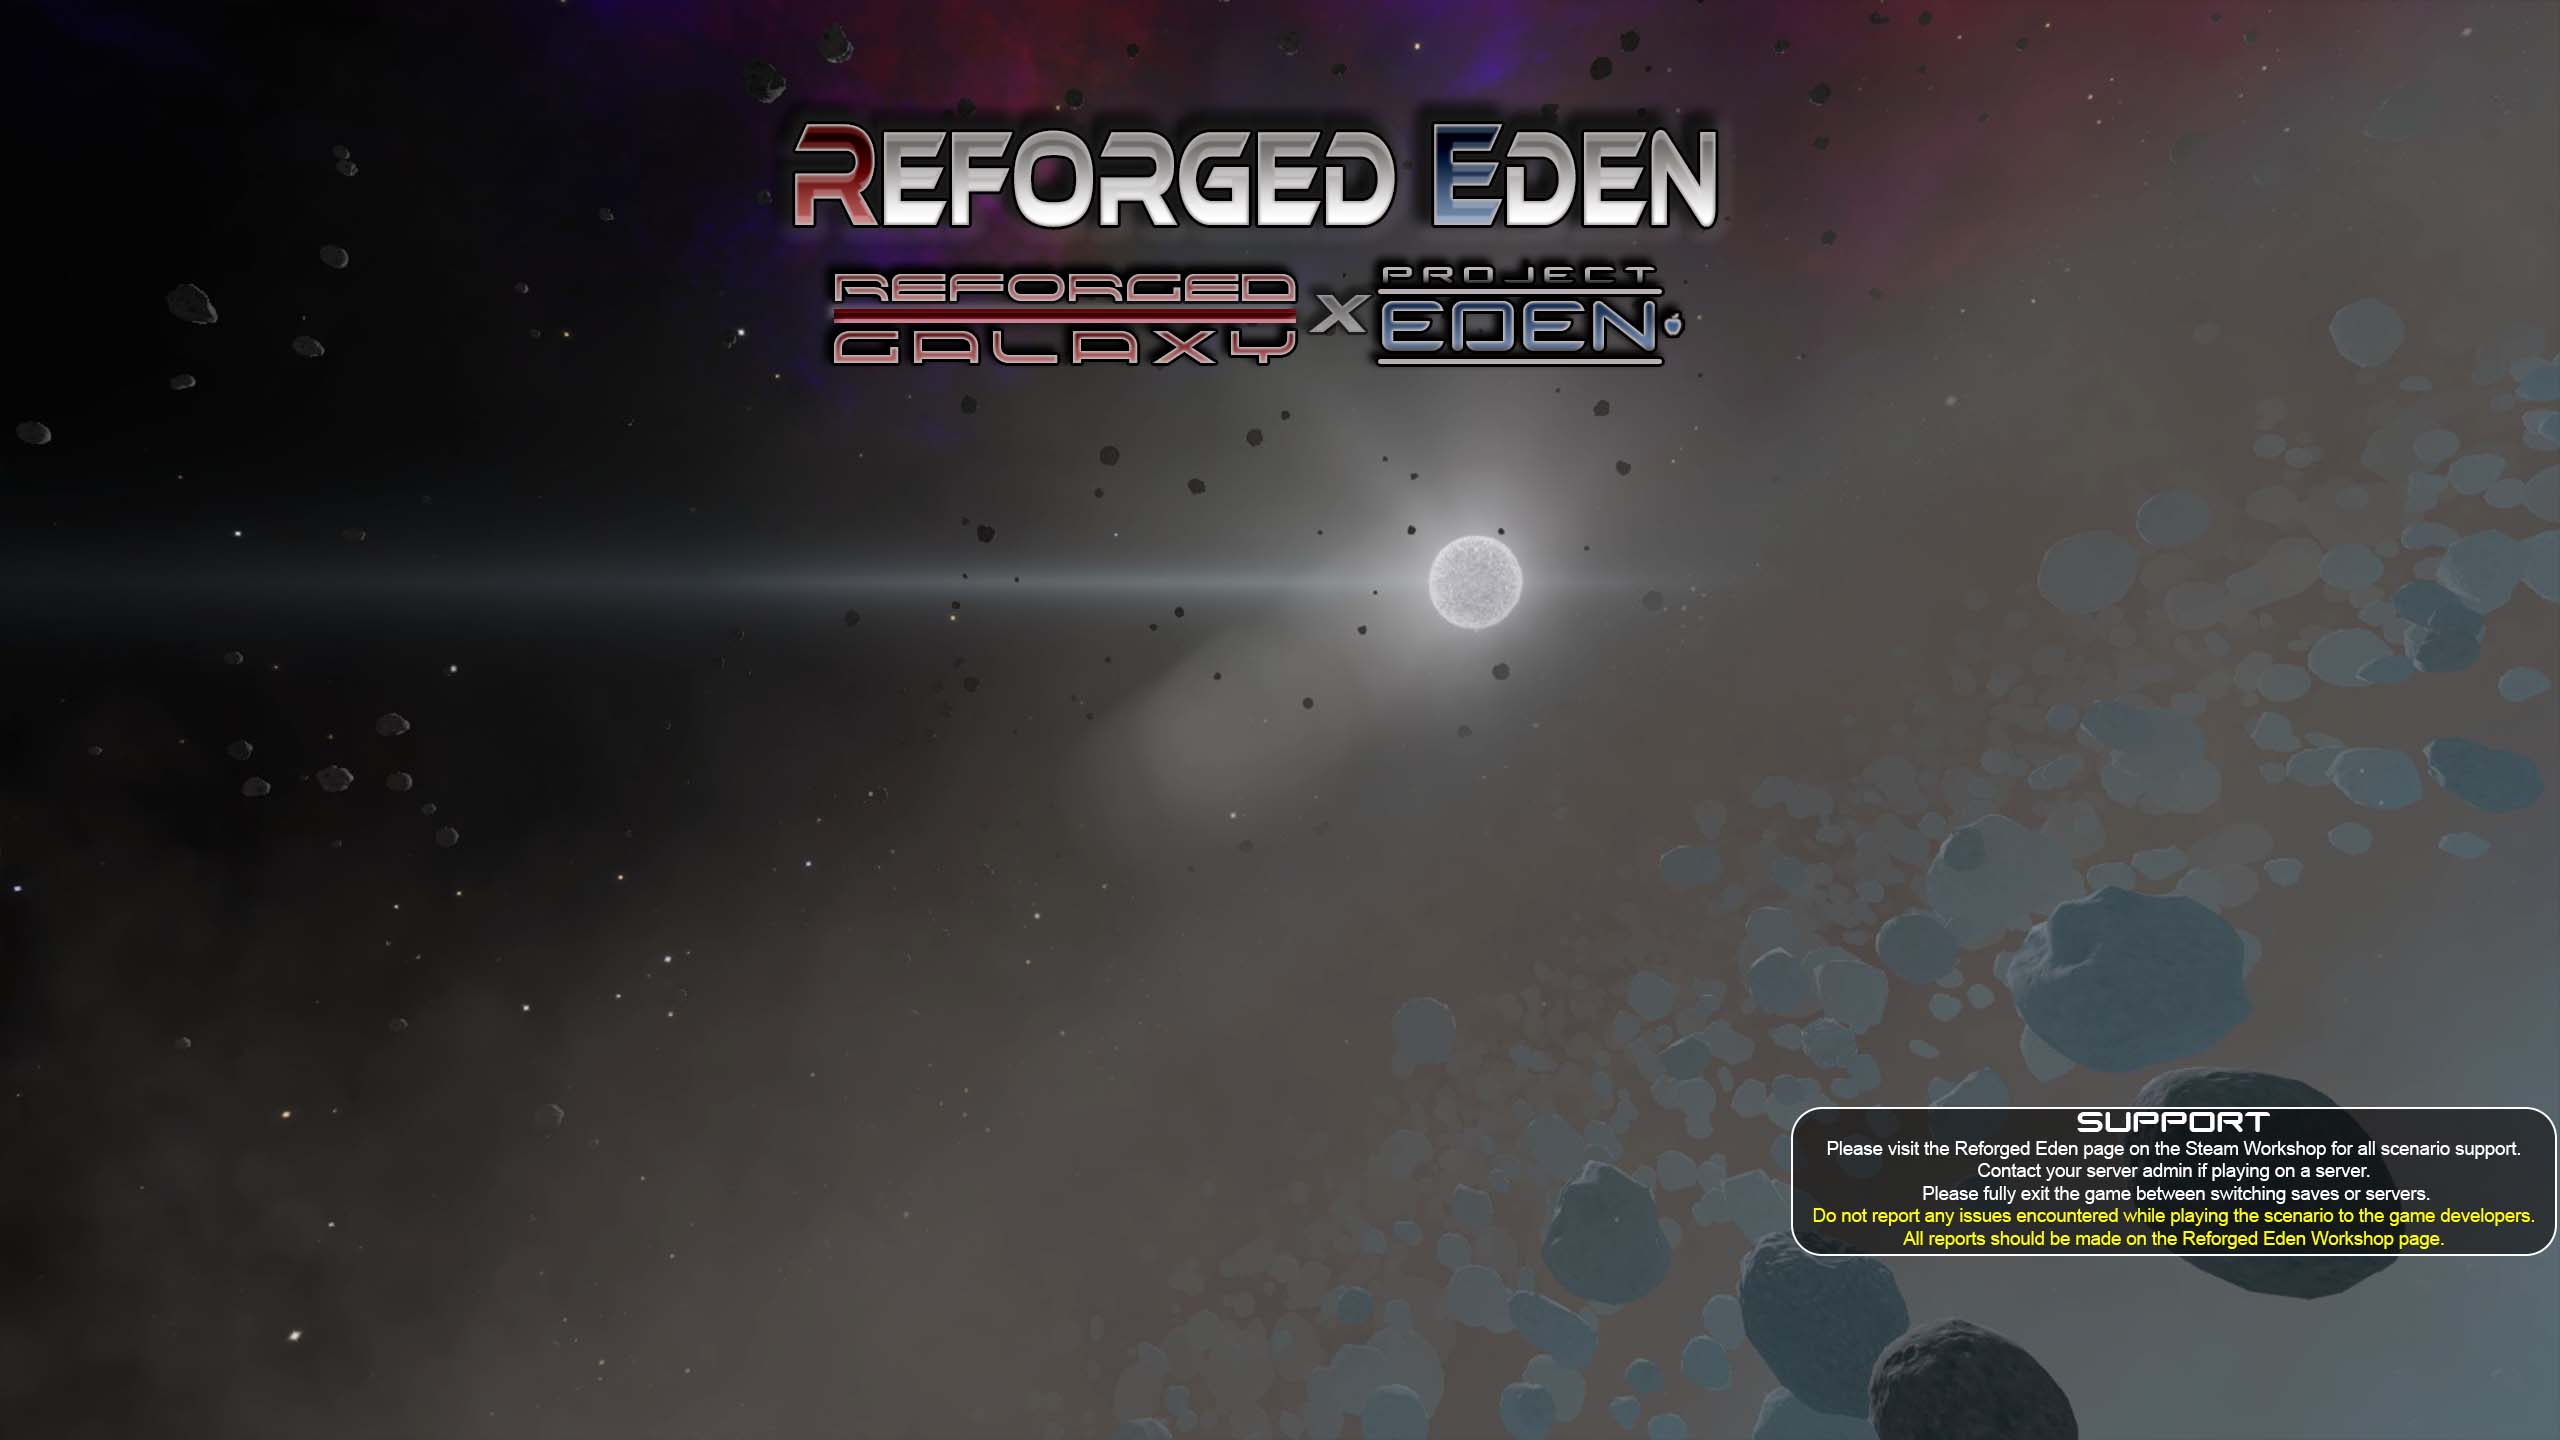 REFORGED EDEN
REFORGED
GALAXY
X
PROJECT
EDEN
SUPPORT
Please visit the Reforged Eden page on the Steam Workshop for all scenario support.
Contact your server admin if playing on a server.
Please fully exit the game between switching saves or servers.
Do not report any issues encountered while playing the scenario to the game developers.
All reports should be made on the Reforged Eden Workshop page.